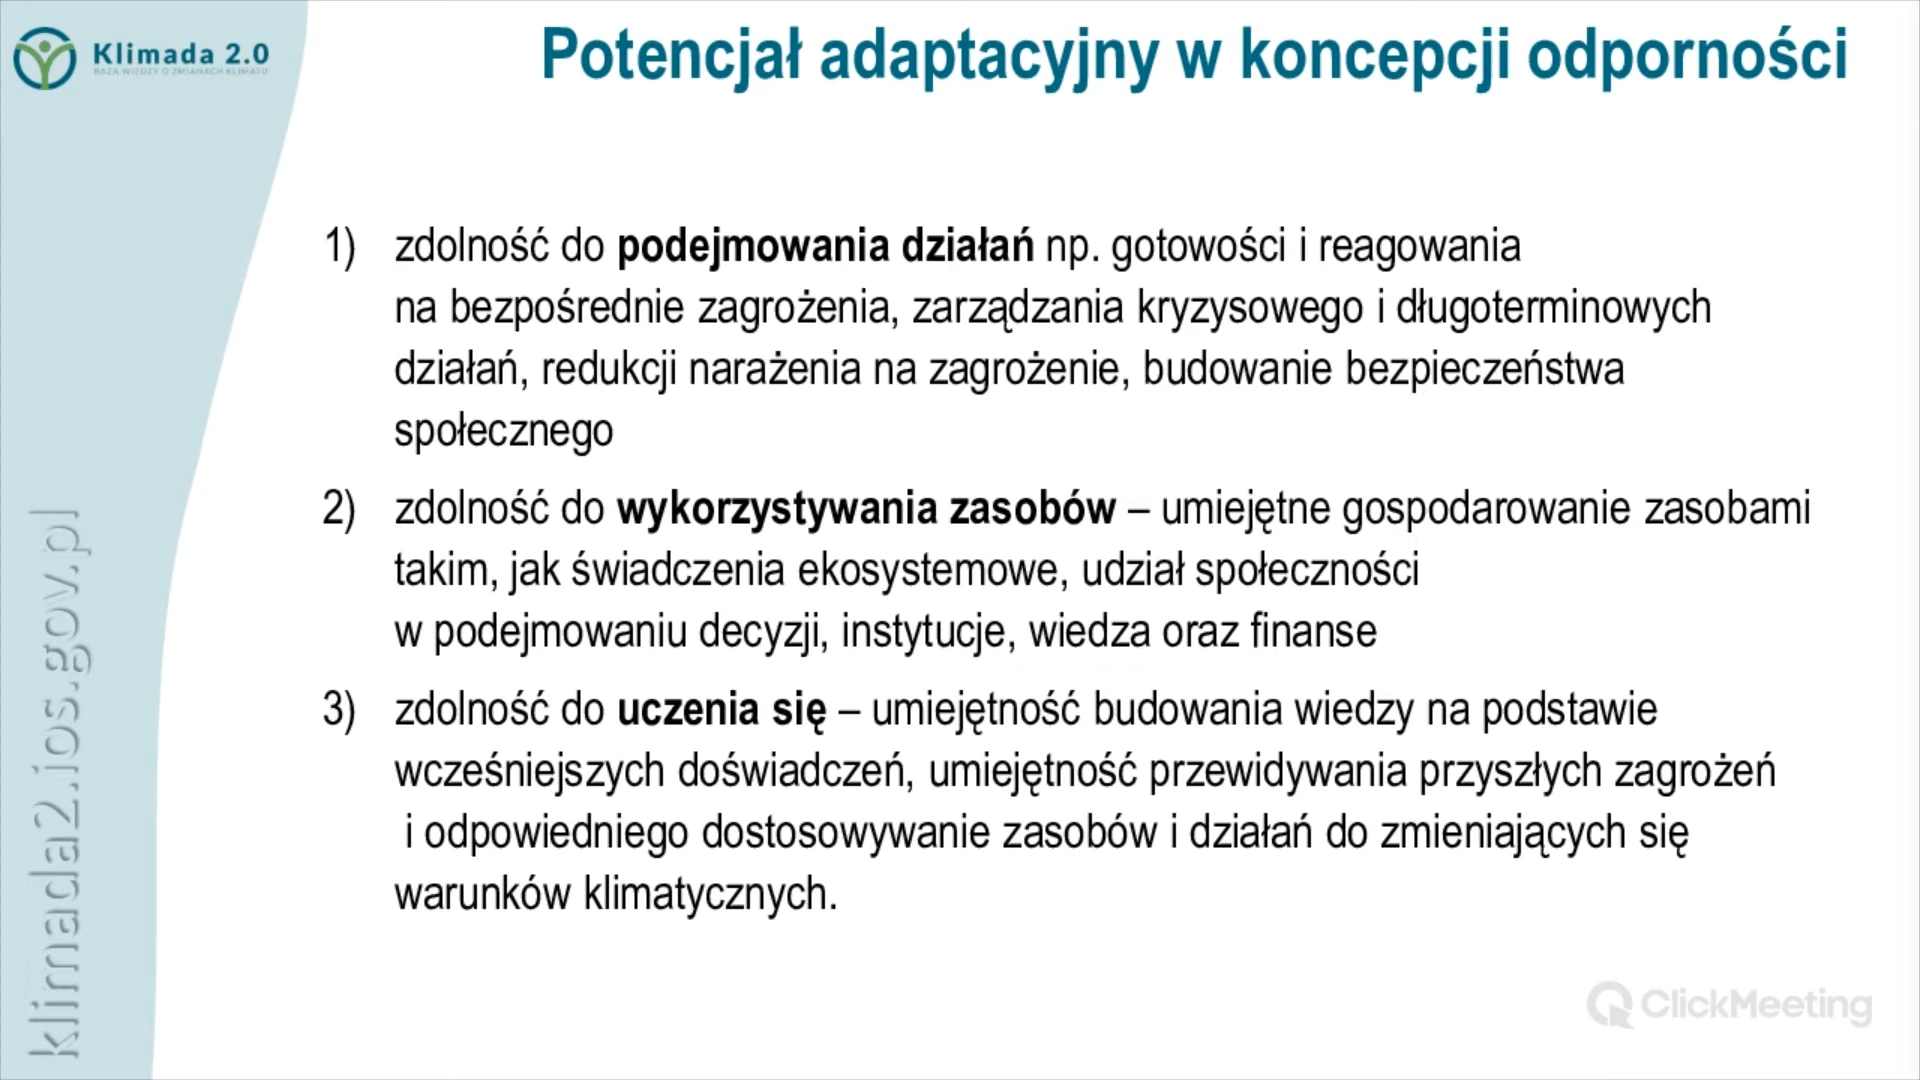 Klimada 2.0
BAZA WIEDZY O ZMIANACH KLIMATU
Potencjał adaptacyjny w koncepcji odporności
1) zdolność do podejmowania działań np. gotowości i reagowania
na bezpośrednie zagrożenia, zarządzania kryzysowego i długoterminowych
działań, redukcji narażenia na zagrożenie, budowanie bezpieczeństwa
społecznego
2) zdolność do wykorzystywania zasobów – umiejętne gospodarowanie zasobami
takim, jak świadczenia ekosystemowe, udział społeczności
w podejmowaniu decyzji, instytucje, wiedza oraz finanse
3) zdolność do uczenia się – umiejętność budowania wiedzy na podstawie
wcześniejszych doświadczeń, umiejętność przewidywania przyszłych zagrożeń
i odpowiedniego dostosowywanie zasobów i działań do zmieniających się
warunków klimatycznych.
klimada2.ios.gov.pl
ClickMeeting